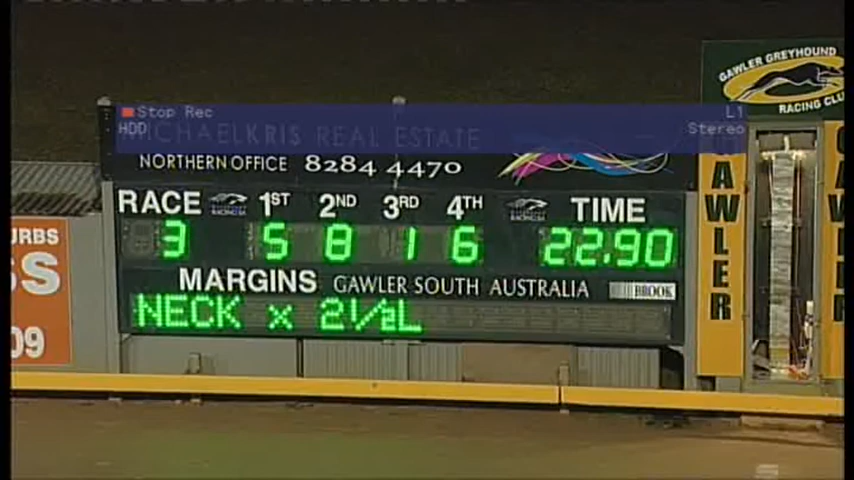 GAWLER GREYHOUND
RACING CLUB
Stop Rec L1
HDD Stereo
MICHAELKRIS REAL ESTATE
NORTHERN OFFICE 8284 4470
RACE 1ST 2ND 3RD 4TH TIME
3 5 8 1 6 22.90
MARGINS GAWLER SOUTH AUSTRALIA BROOK
NECK x 2½L
GAWLER
URBS
S
09